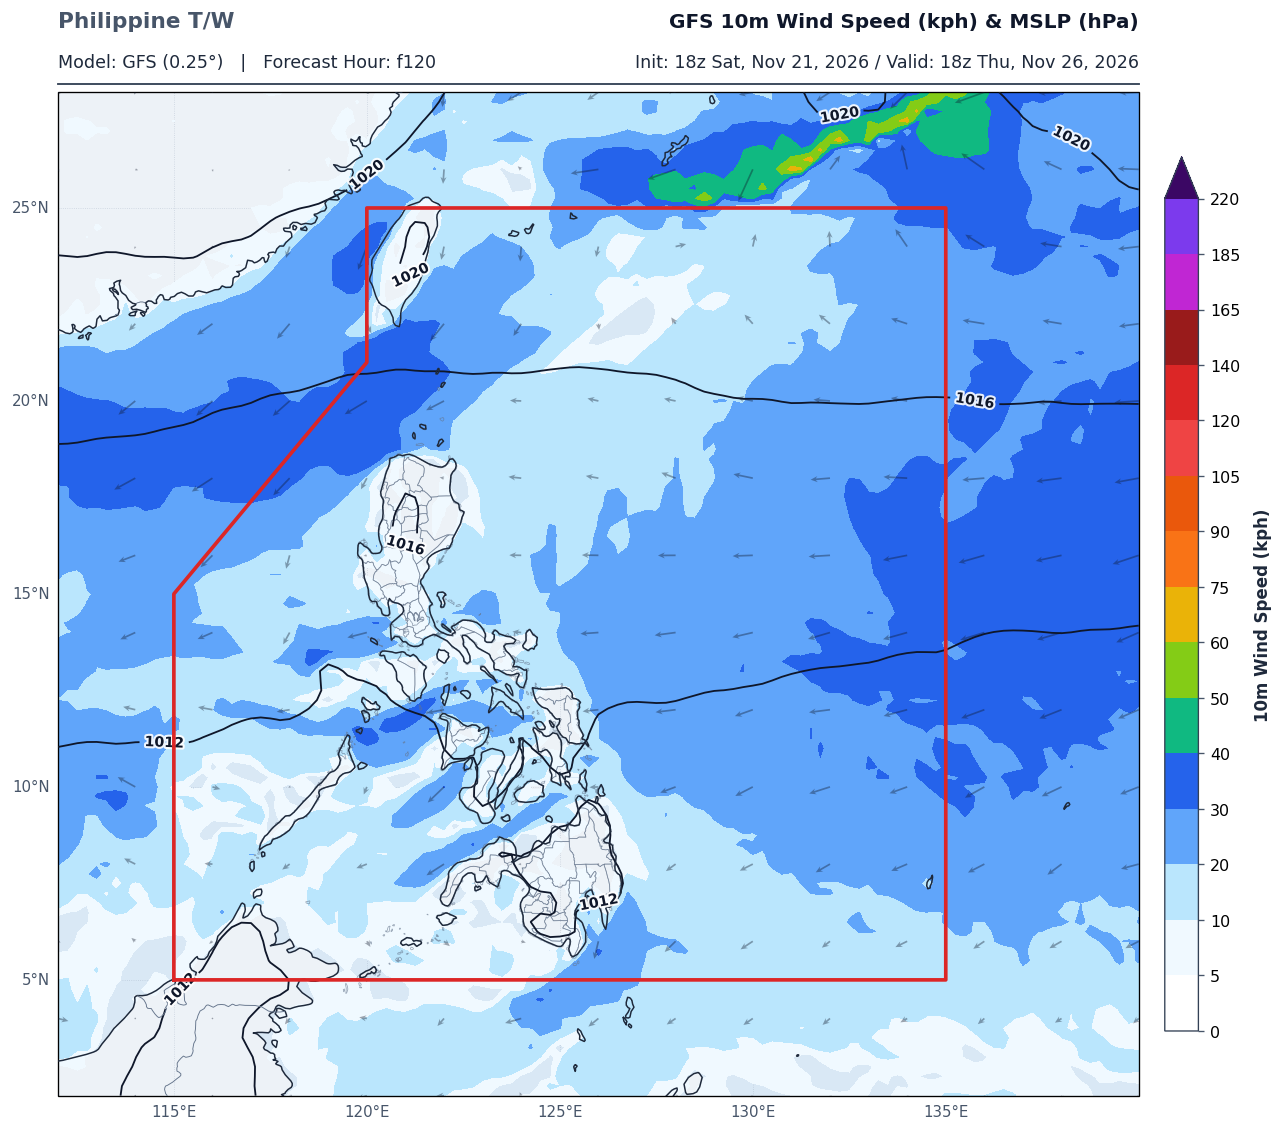 Philippine T/W
GFS 10m Wind Speed (kph) & MSLP (hPa)
Model: GFS (0.25°) | Forecast Hour: f120
Init: 18z Sat, Nov 21, 2026 / Valid: 18z Thu, Nov 26, 2026
1020
1020
1020
1020
1016
1016
1012
1012
1012
25°N
20°N
15°N
10°N
5°N
115°E
120°E
125°E
130°E
135°E
220
185
165
140
120
105
90
75
60
50
40
30
20
10
5
0
10m Wind Speed (kph)